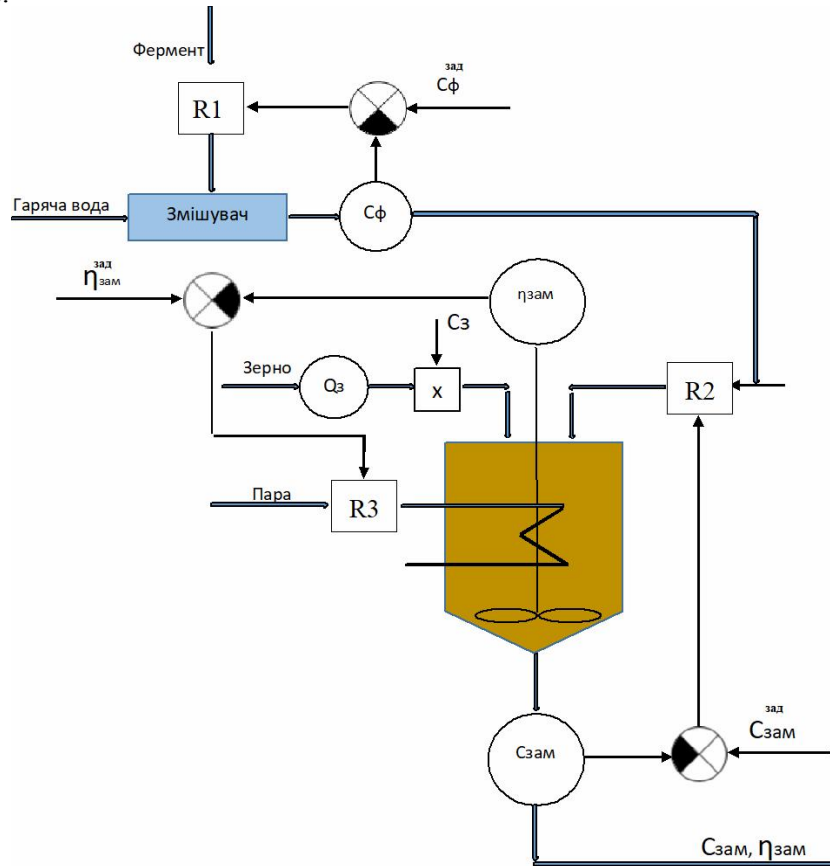 Фермент
зад
Сф
R1
Гаряча вода
Змішувач
Сф
зад
ηзам
ηзам
Сз
Зерно
Qз
х
R2
Пара
R3
зад
Сзам
Сзам
Сзам, ηзам